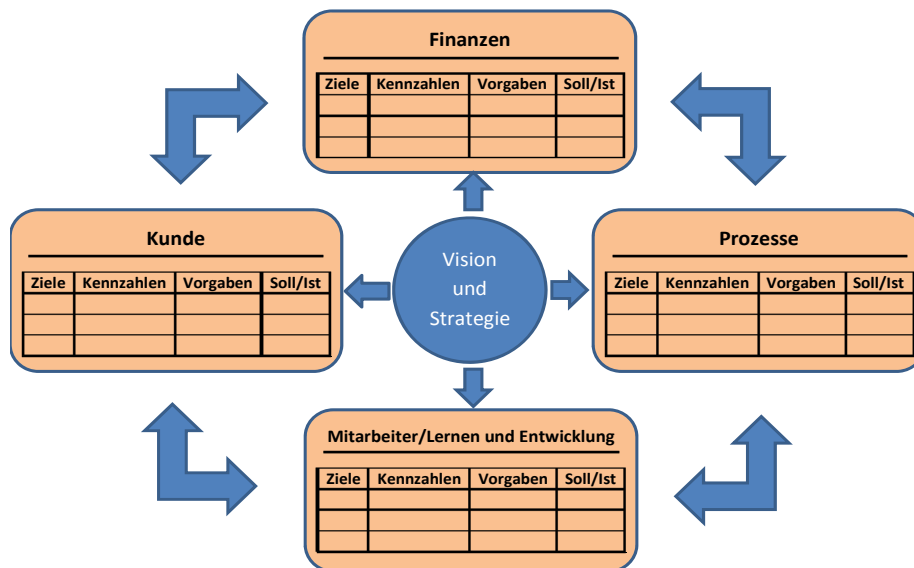 Finanzen
Ziele Kennzahlen Vorgaben Soll/Ist
Kunde
Ziele Kennzahlen Vorgaben Soll/Ist
Vision
und
Strategie
Prozesse
Ziele Kennzahlen Vorgaben Soll/Ist
Mitarbeiter/Lernen und Entwicklung
Ziele Kennzahlen Vorgaben Soll/Ist